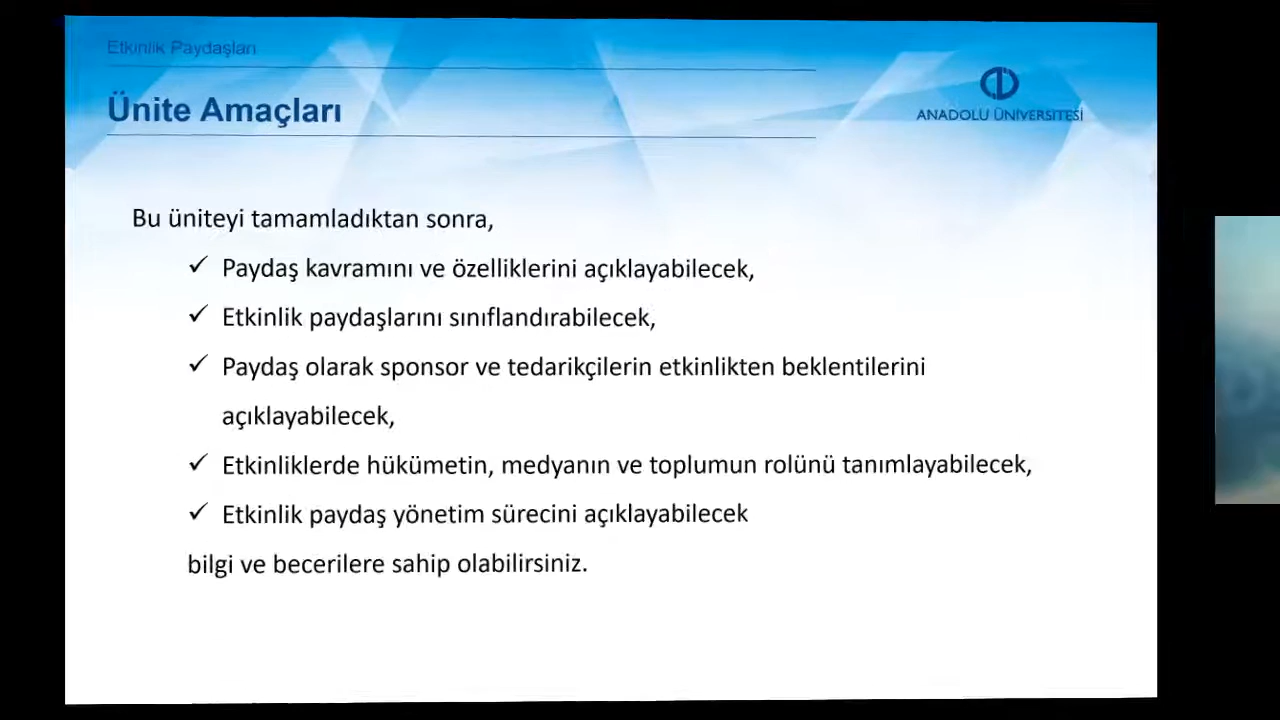 Etkinlik Paydaşları
Ünite Amaçları
ANADOLU ÜNİVERSİTESİ
Bu üniteyi tamamladıktan sonra,
✓ Paydaş kavramını ve özelliklerini açıklayabilecek,
✓ Etkinlik paydaşlarını sınıflandırabilecek,
✓ Paydaş olarak sponsor ve tedarikçilerin etkinlikten beklentilerini
açıklayabilecek,
✓ Etkinliklerde hükümetin, medyanın ve toplumun rolünü tanımlayabilecek,
✓ Etkinlik paydaş yönetim sürecini açıklayabilecek
bilgi ve becerilere sahip olabilirsiniz.